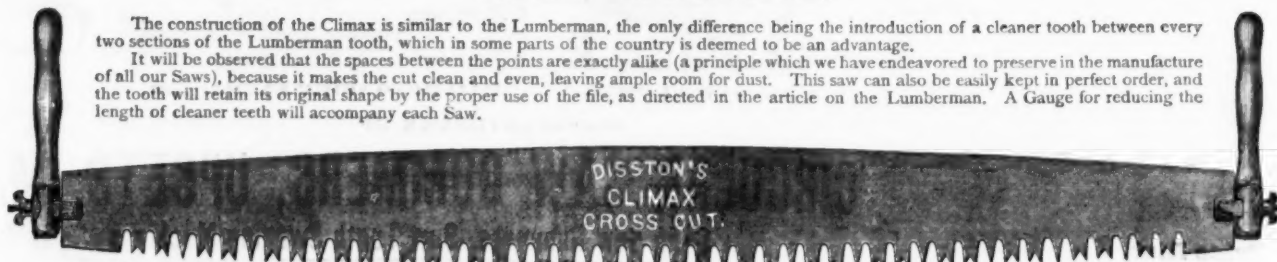 The construction of the Climax is similar to the Lumberman, the only difference being the introduction of a cleaner tooth between every
two sections of the Lumberman tooth, which in some parts of the country is deemed to be an advantage.
It will be observed that the spaces between the points are exactly alike (a principle which we have endeavored to preserve in the manufacture
of all our Saws), because it makes the cut clean and even, leaving ample room for dust. This saw can also be easily kept in perfect order, and
the tooth will retain its original shape by the proper use of the file, as directed in the article on the Lumberman. A Gauge for reducing the
length of cleaner teeth will accompany each Saw.
DISSTON'S
CLIMAX
CROSS CUT.